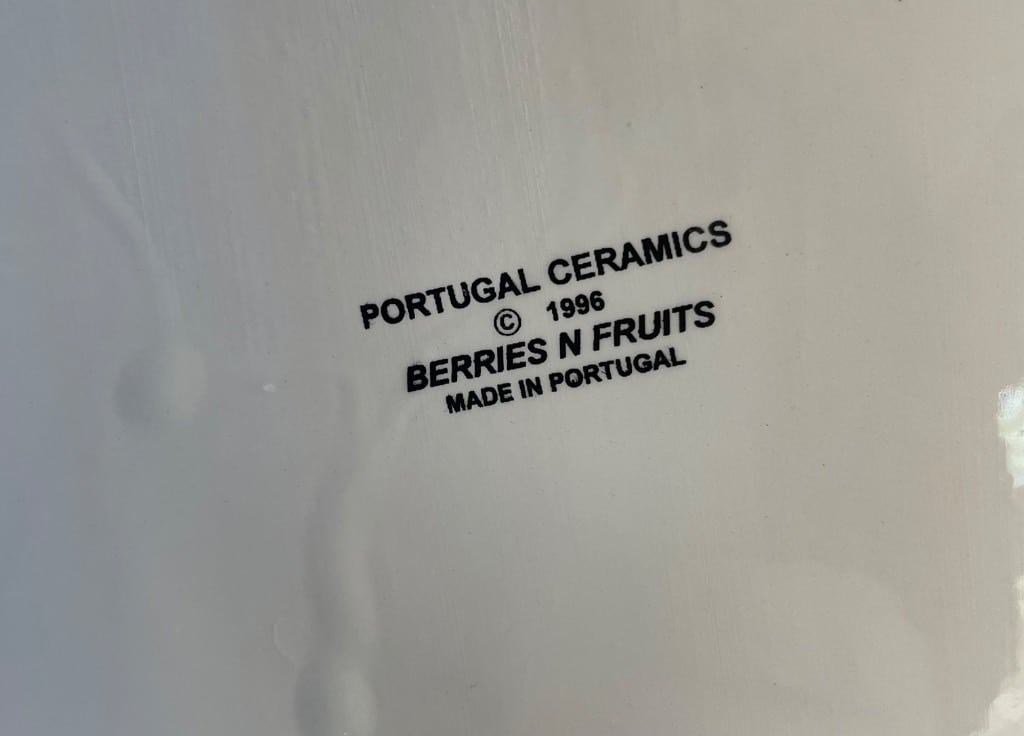 PORTUGAL CERAMICS
© 1996
BERRIES N FRUITS
MADE IN PORTUGAL